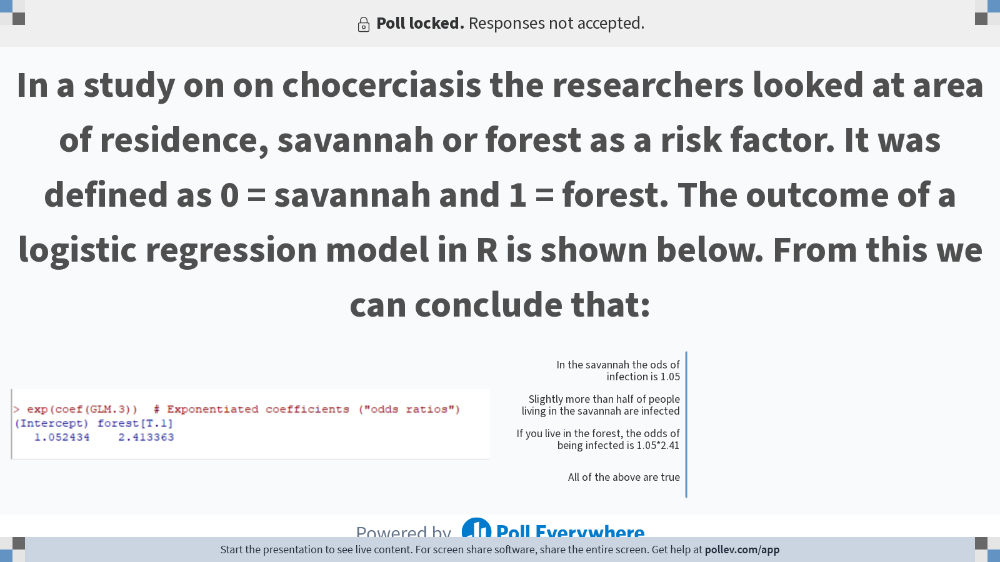 Poll locked. Responses not accepted.
In a study on on chocerciasis the researchers looked at area
of residence, savannah or forest as a risk factor. It was
defined as 0 = savannah and 1 = forest. The outcome of a
logistic regression model in R is shown below. From this we
can conclude that:
> exp(coef(GLM.3))  # Exponentiated coefficients ("odds ratios")
(Intercept) forest[T.1]
1.052434 2.413363
In the savannah the ods of
infection is 1.05
Slightly more than half of people
living in the savannah are infected
If you live in the forest, the odds of
being infected is 1.05*2.41
All of the above are true
Powered by Poll Everywhere
Start the presentation to see live content. For screen share software, share the entire screen. Get help at pollev.com/app